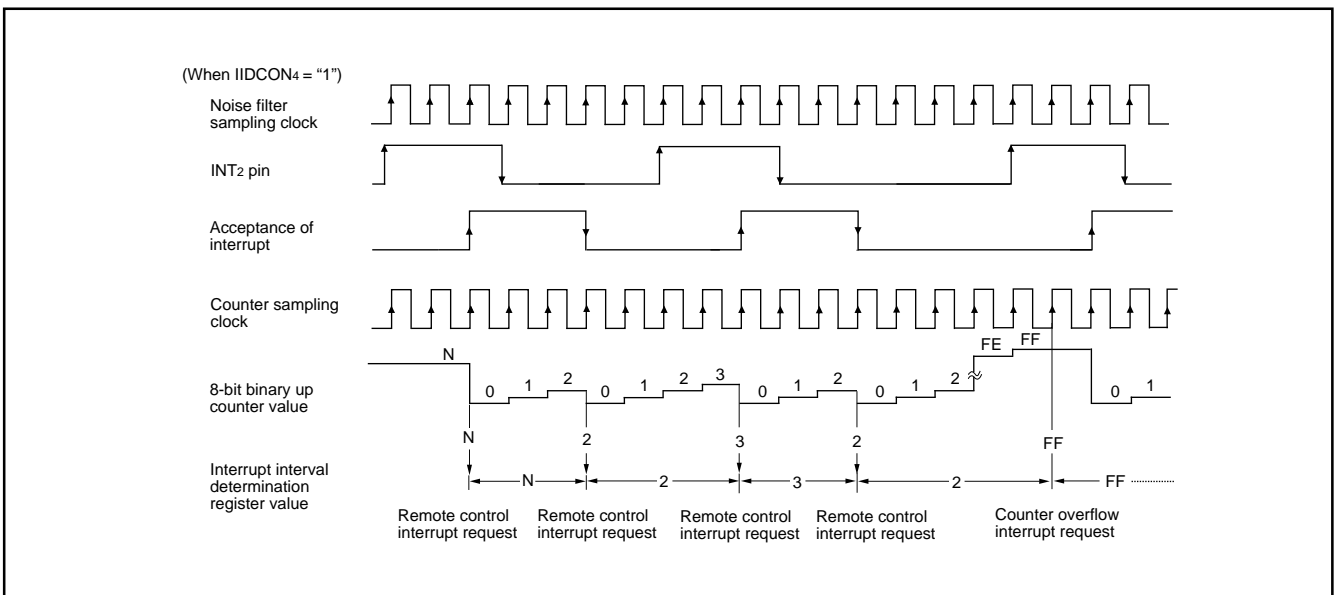 (When IIDCON4 = “1”)
Noise filter
sampling clock
INT2 pin
Acceptance of
interrupt
Counter sampling
clock
N
FE
FF
8-bit binary up
counter value
0
1
2
0
1
2
3
0
1
2
0
1
2
0
1
N
2
3
2
FF
Interrupt interval
determination
register value
N
2
3
2
FF
Remote control
interrupt request
Remote control
interrupt request
Remote control
interrupt request
Remote control
interrupt request
Counter overflow
interrupt request